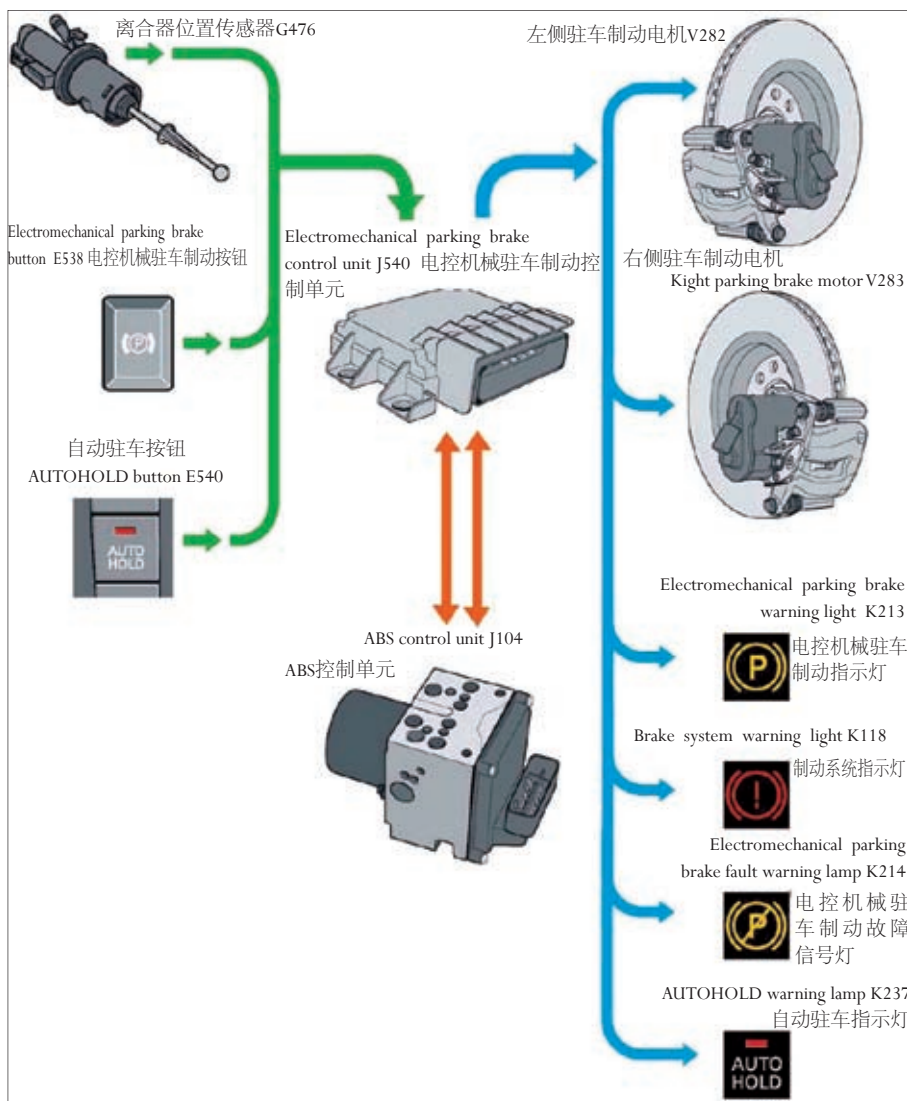 离合器位置传感器G476
左侧驻车制动电机V282
Electromechanical parking brake
button E538 电控机械驻车制动按钮
Electromechanical parking brake
control unit J540 电控机械驻车制动控
制单元
右侧驻车制动电机
Kight parking brake motor V283
(P)
自动驻车按钮
AUTOHOLD button E540
AUTO
HOLD
ABS control unit J104
ABS控制单元
Electromechanical parking brake
warning light K213
P
电控机械驻车
制动指示灯
Brake system warning light K118
!
制动系统指示灯
Electromechanical parking
brake fault warning lamp K214
P
电控机械驻
车制动故障
信号灯
AUTOHOLD warning lamp K237
自动驻车指示灯
AUTO
HOLD